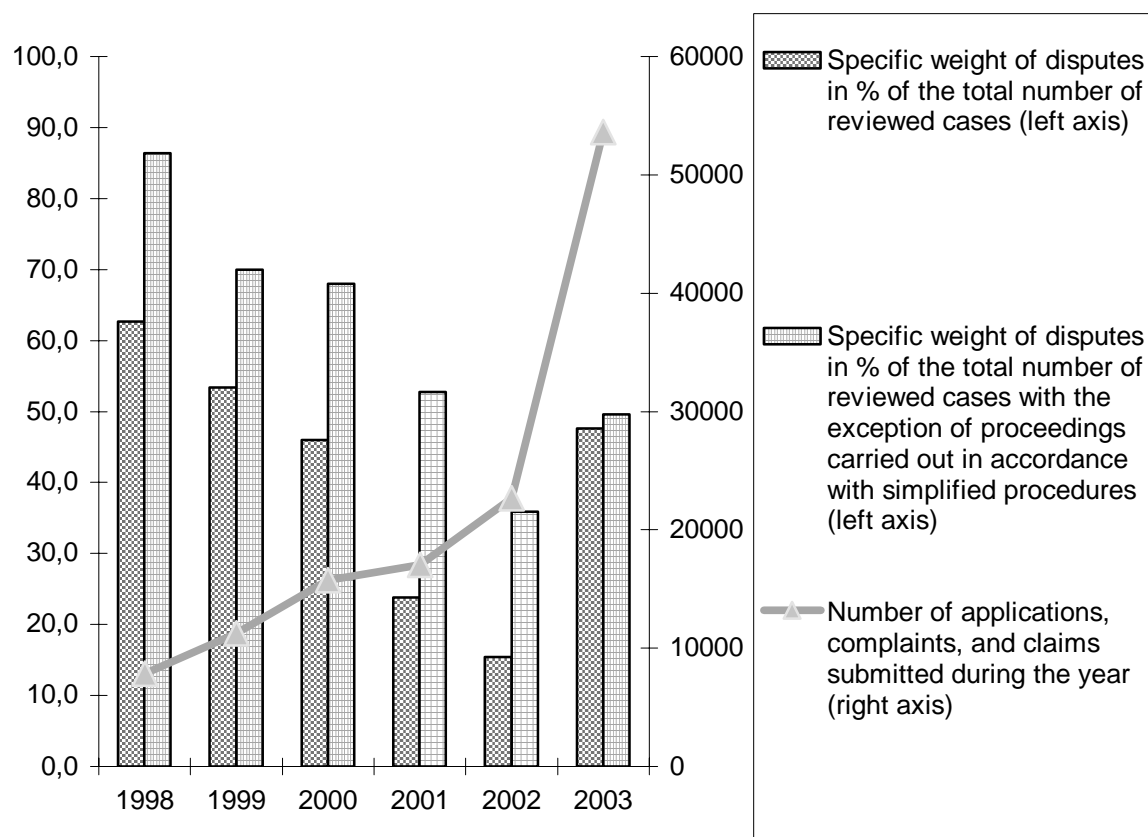 100,0
90,0
80,0
70,0
60,0
50,0
40,0
30,0
20,0
10,0
0,0
60000
50000
40000
30000
20000
10000
0
1998 1999 2000 2001 2002 2003
Specific weight of disputes
in % of the total number of
reviewed cases (left axis)
Specific weight of disputes
in % of the total number of
reviewed cases with the
exception of proceedings
carried out in accordance
with simplified procedures
(left axis)
Number of applications,
complaints, and claims
submitted during the year
(right axis)